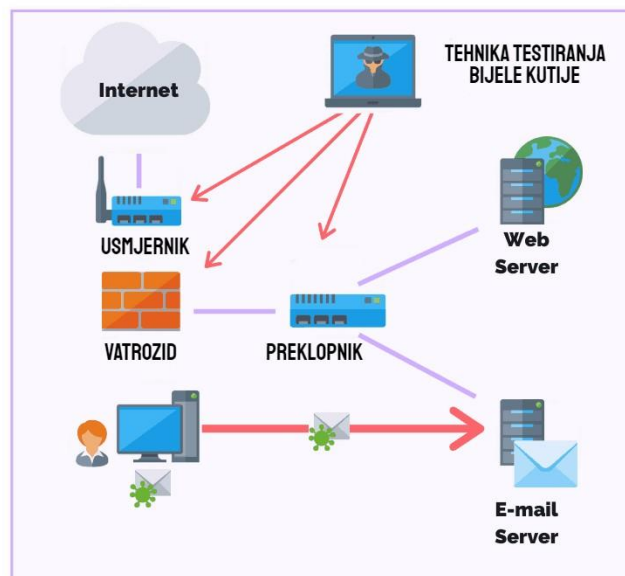 Internet
TEHNIKA TESTIRANJA
BIJELE KUTIJE
USMJERNIK
Web
Server
VATROZID
PREKLOPNIK
E-mail
Server